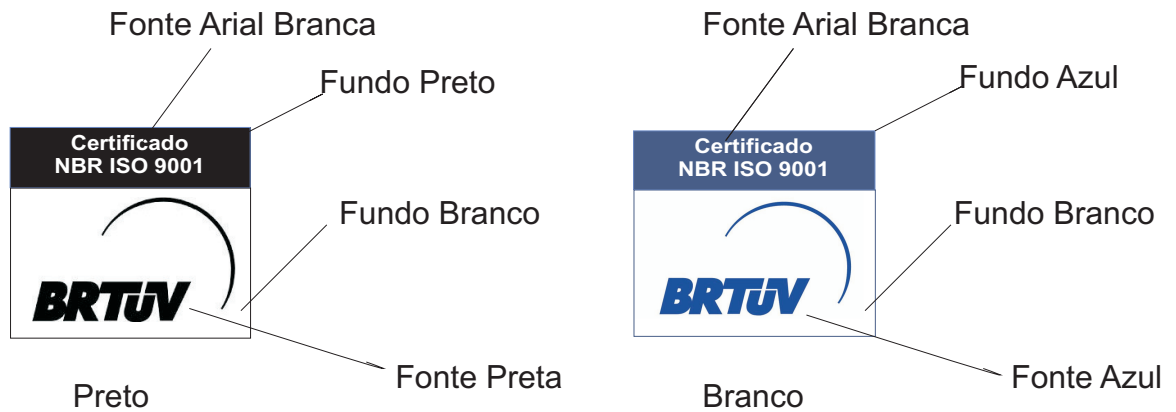 Fonte Arial Branca
Fundo Preto
Certificado
NBR ISO 9001
Fundo Branco
BRTÜV
Fonte Preta
Preto
Fonte Arial Branca
Fundo Azul
Certificado
NBR ISO 9001
Fundo Branco
BRTÜV
Fonte Azul
Branco